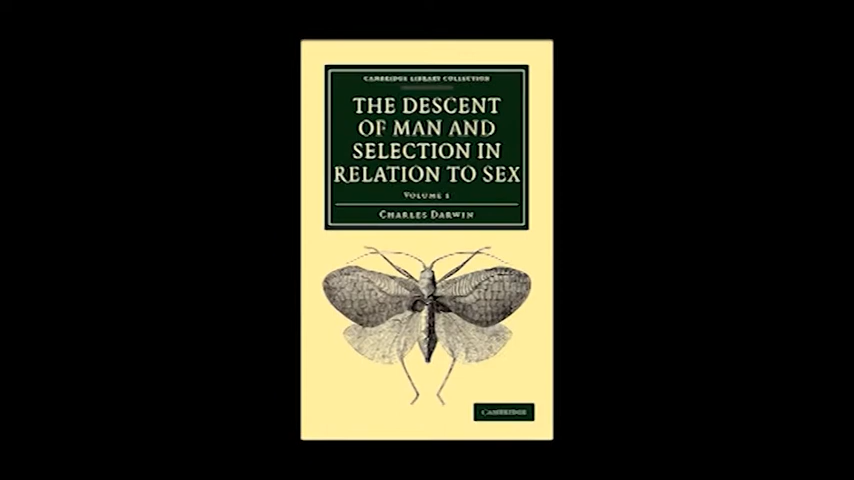 CAMBRIDGE LIBRARY COLLECTION
THE DESCENT
OF MAN AND
SELECTION IN
RELATION TO SEX
VOLUME 1
CHARLES DARWIN
CAMBRIDGE